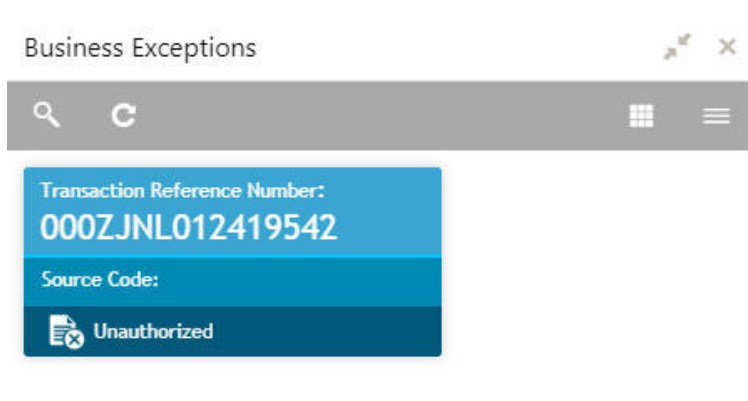 Business Exceptions
Transaction Reference Number:
000ZJNL012419542
Source Code:
Unauthorized